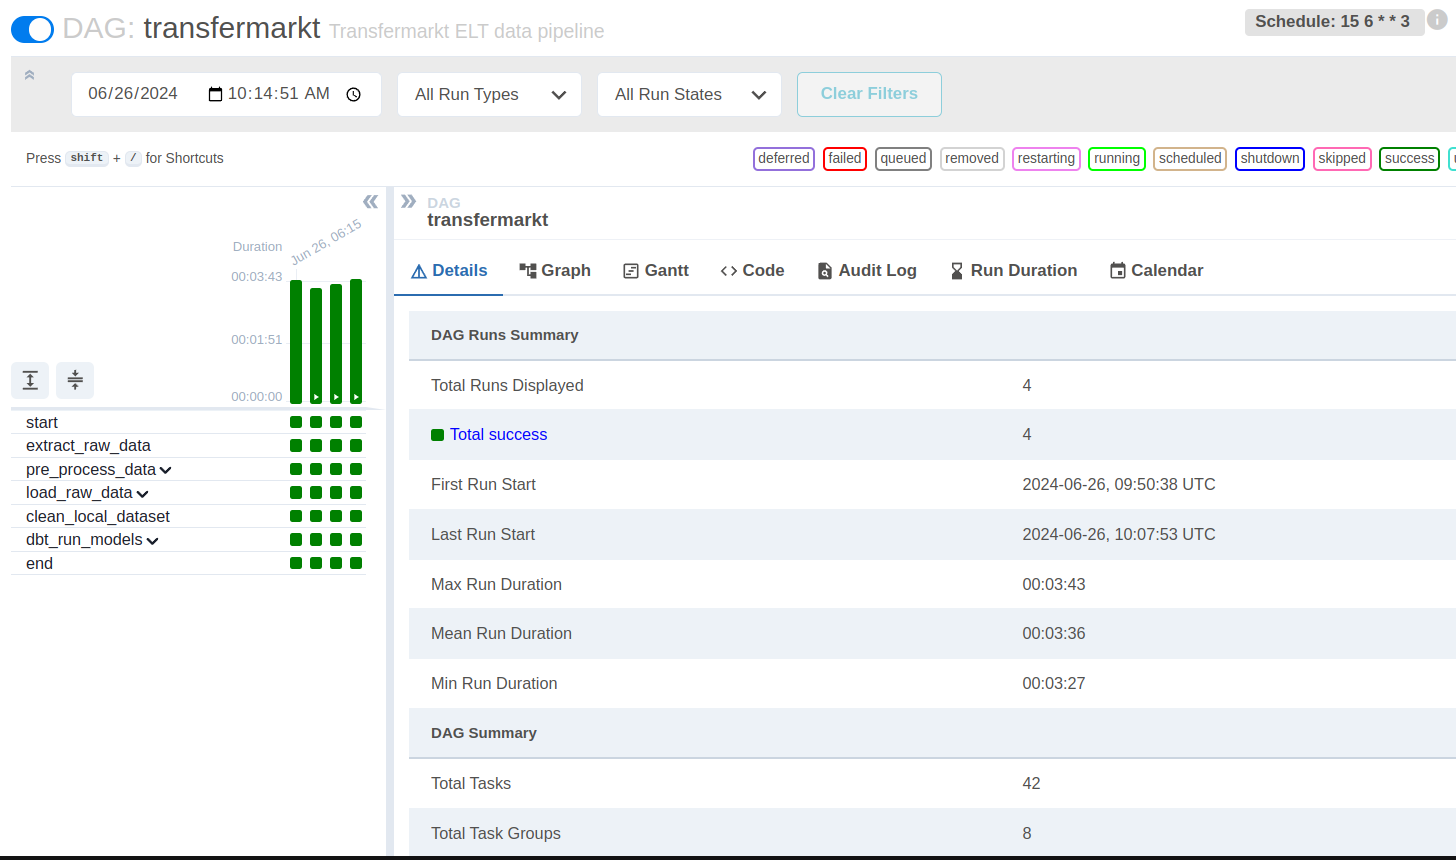 DAG: transfermarkt Transfermarkt ELT data pipeline
Schedule: 15 6 * * 3
06/26/2024 10:14:51 AM
All Run Types
All Run States
Clear Filters
Press shift + / for Shortcuts
deferred failed queued removed restarting running scheduled shutdown skipped success
Duration
Jun 26, 06:15
00:03:43
00:01:51
00:00:00
start
extract_raw_data
pre_process_data
load_raw_data
clean_local_dataset
dbt_run_models
end
DAG
transfermarkt
Details Graph Gantt Code Audit Log Run Duration Calendar
DAG Runs Summary
Total Runs Displayed 4
Total success 4
First Run Start 2024-06-26, 09:50:38 UTC
Last Run Start 2024-06-26, 10:07:53 UTC
Max Run Duration 00:03:43
Mean Run Duration 00:03:36
Min Run Duration 00:03:27
DAG Summary
Total Tasks 42
Total Task Groups 8